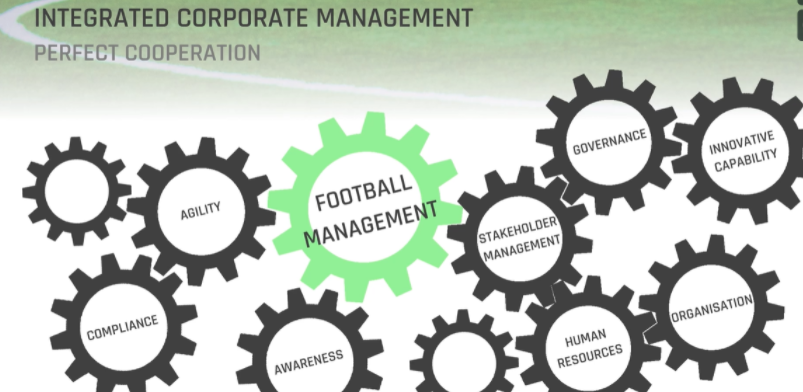 INTEGRATED CORPORATE MANAGEMENT
PERFECT COOPERATION
GOVERNANCE
INNOVATIVE
CAPABILITY
FOOTBALL
MANAGEMENT
AGILITY
STAKEHOLDER
MANAGEMENT
COMPLIANCE
ORGANISATION
AWARENESS
HUMAN
RESOURCES